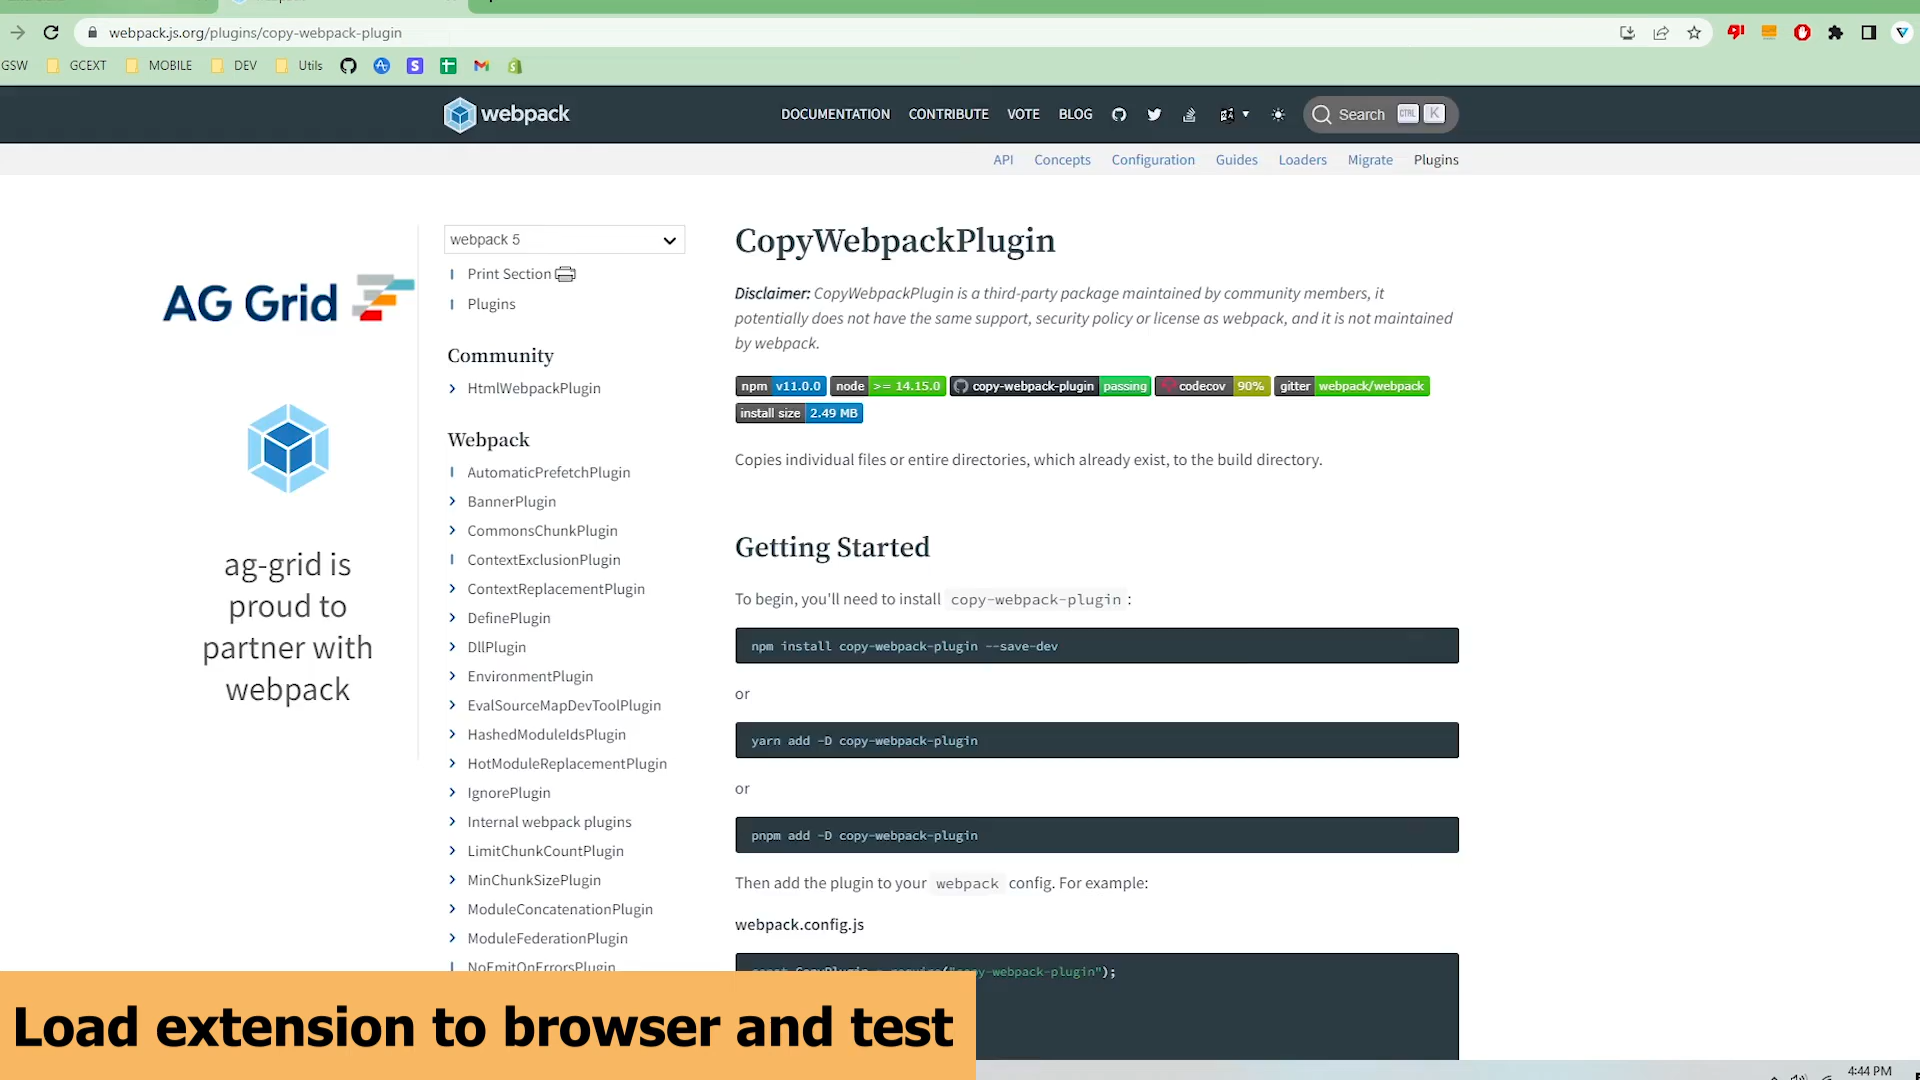 webpack.js.org/plugins/copy-webpack-plugin
GSW GCEXT MOBILE DEV Utils
webpack DOCUMENTATION CONTRIBUTE VOTE BLOG Search CTRL K
API Concepts Configuration Guides Loaders Migrate Plugins
AG Grid
ag-grid is
proud to
partner with
webpack
webpack 5
Print Section
Plugins
Community
HtmlWebpackPlugin
Webpack
AutomaticPrefetchPlugin
BannerPlugin
CommonsChunkPlugin
ContextExclusionPlugin
ContextReplacementPlugin
DefinePlugin
DllPlugin
EnvironmentPlugin
EvalSourceMapDevToolPlugin
HashedModuleIdsPlugin
HotModuleReplacementPlugin
IgnorePlugin
Internal webpack plugins
LimitChunkCountPlugin
MinChunkSizePlugin
ModuleConcatenationPlugin
ModuleFederationPlugin
NoEmitOnErrorsPlugin
CopyWebpackPlugin
Disclaimer: CopyWebpackPlugin is a third-party package maintained by community members, it
potentially does not have the same support, security policy or license as webpack, and it is not maintained
by webpack.
npm v11.0.0 node >= 14.15.0 copy-webpack-plugin passing codecov 90% gitter webpack/webpack
install size 2.49 MB
Copies individual files or entire directories, which already exist, to the build directory.
Getting Started
To begin, you'll need to install copy-webpack-plugin :
npm install copy-webpack-plugin --save-dev
or
yarn add -D copy-webpack-plugin
or
pnpm add -D copy-webpack-plugin
Then add the plugin to your webpack config. For example:
webpack.config.js
const CopyPlugin = require("copy-webpack-plugin");
Load extension to browser and test
4:44 PM